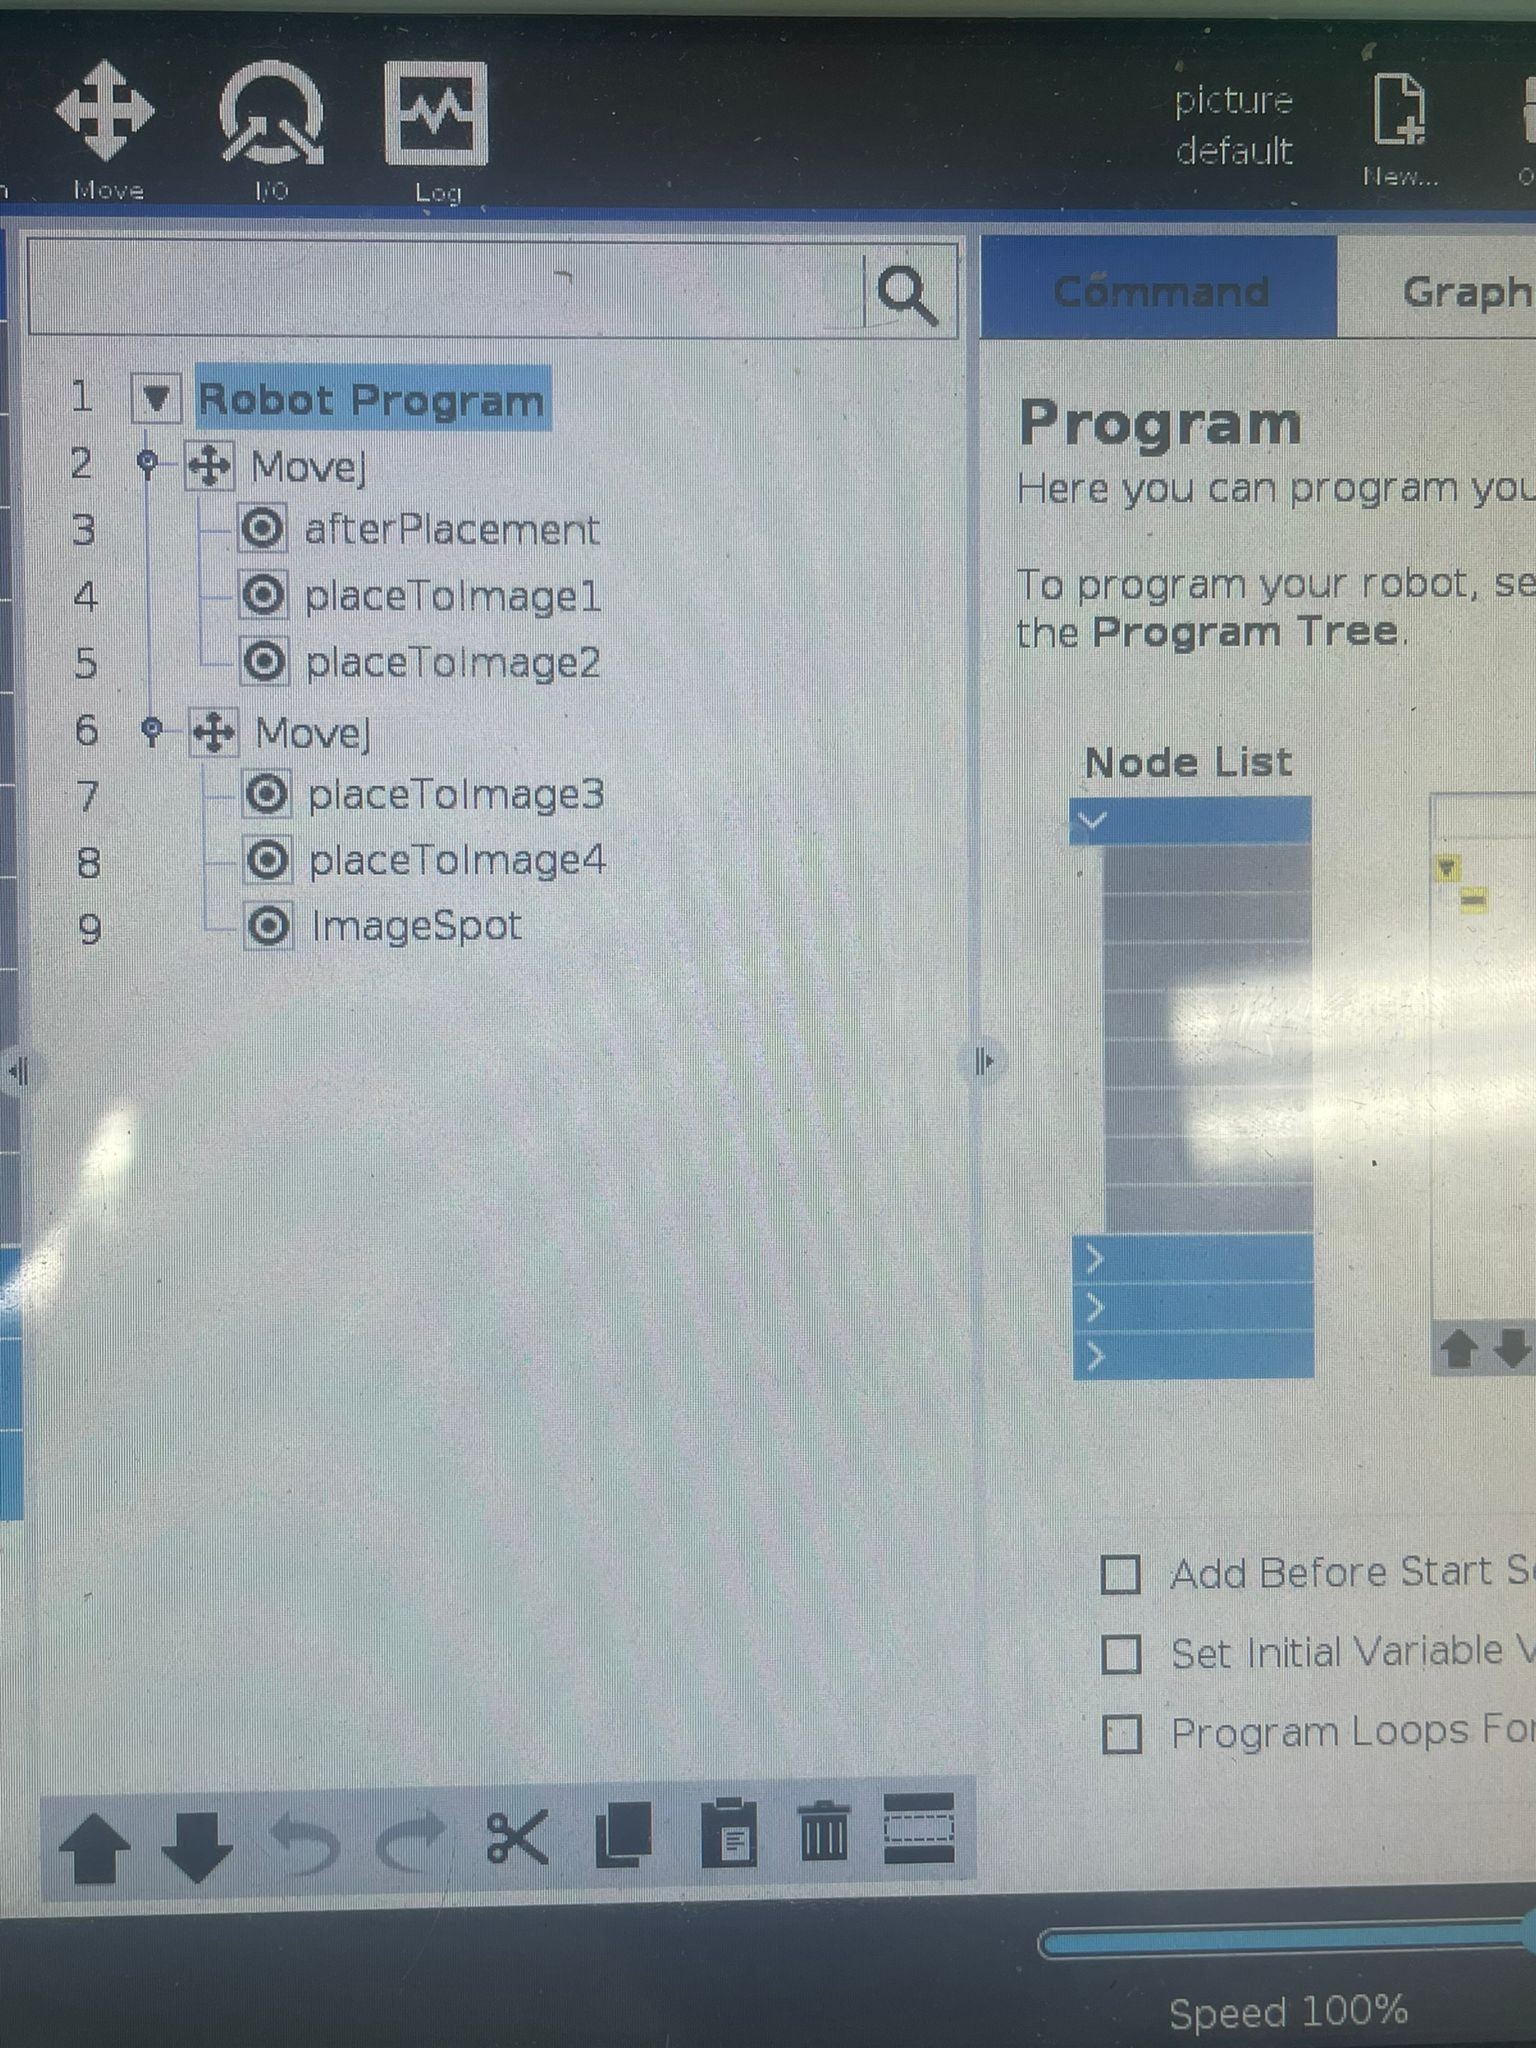 Move
I/O
Log
picture
default
New...
Command
Graph
1 Robot Program
2 MoveJ
3 afterPlacement
4 placeToImage1
5 placeToImage2
6 MoveJ
7 placeToImage3
8 placeToImage4
9 ImageSpot
Program
Here you can program you
To program your robot, se
the Program Tree.
Node List
Add Before Start S
Set Initial Variable V
Program Loops For
Speed 100%